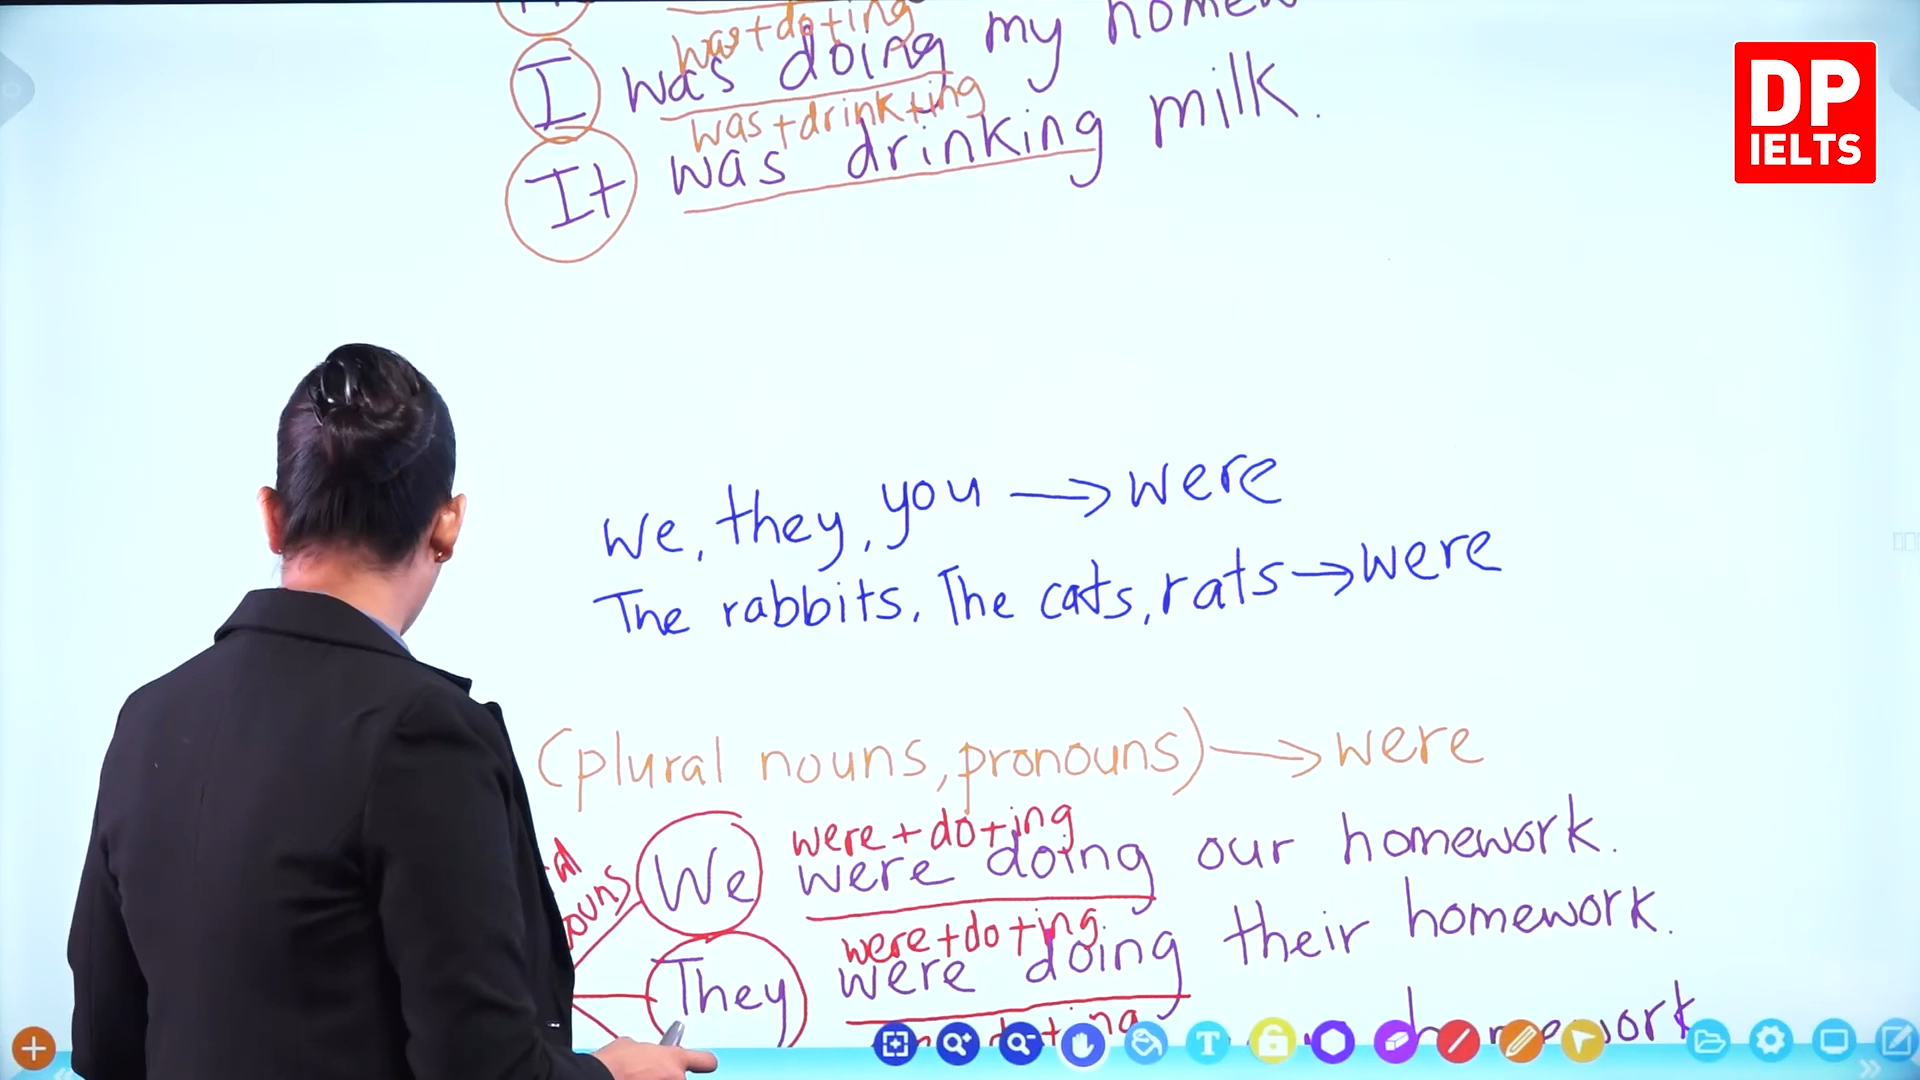 was+do+ing
I was doing my
was+drink+ing
It was drinking milk.
DP
IELTS
We, they, you → were
The rabbits, The cats, rats → were
(plural nouns, pronouns) → were
were+do+ing
We were doing our homework.
were+do+ing
They were doing their homework.
T